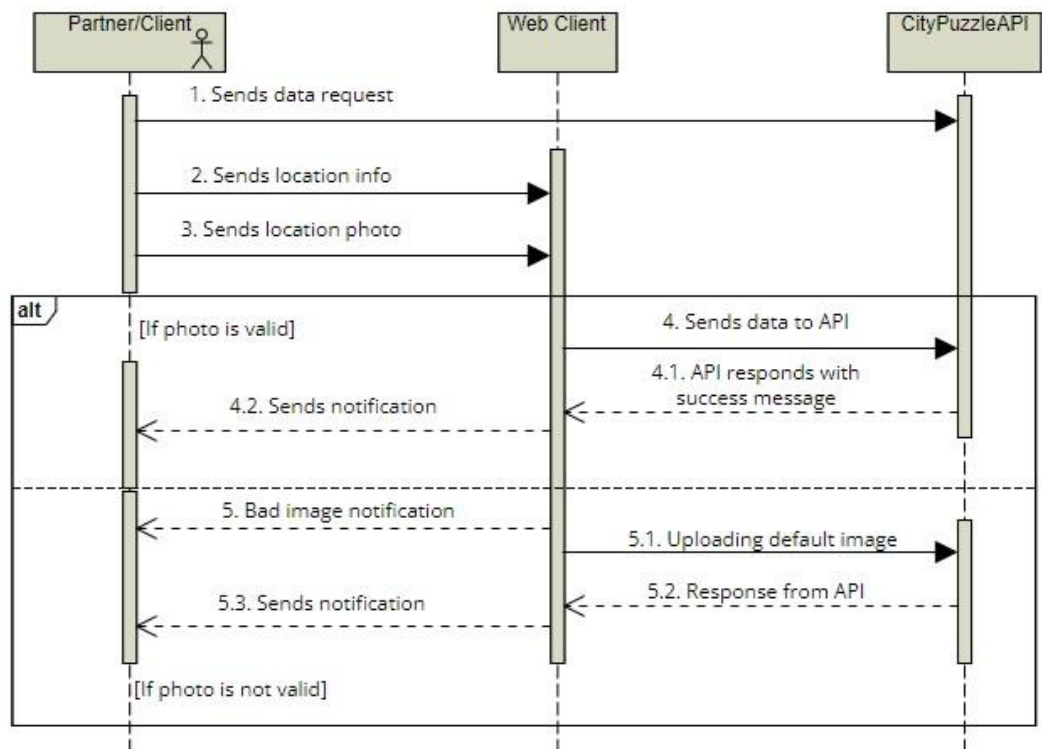 Partner/Client
Web Client
CityPuzzleAPI
1. Sends data request
2. Sends location info
3. Sends location photo
alt
[If photo is valid]
4. Sends data to API
4.1. API responds with
success message
4.2. Sends notification
5. Bad image notification
5.1. Uploading default image
5.2. Response from API
5.3. Sends notification
[If photo is not valid]